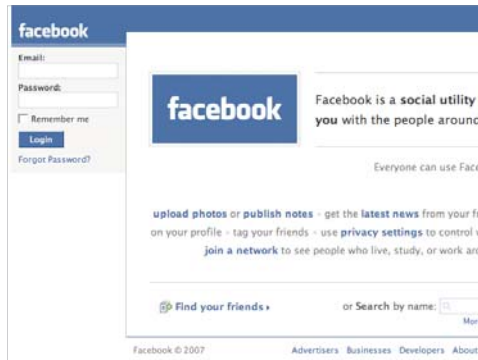 facebook
Email:
Password:
Remember me
Login
Forgot Password?
facebook
Facebook is a social utility
you with the people around
Everyone can use Face
upload photos or publish notes - get the latest news from your fr
on your profile - tag your friends - use privacy settings to control
join a network to see people who live, study, or work aro
Find your friends
or Search by name:
Mor
Facebook © 2007
Advertisers Businesses Developers About